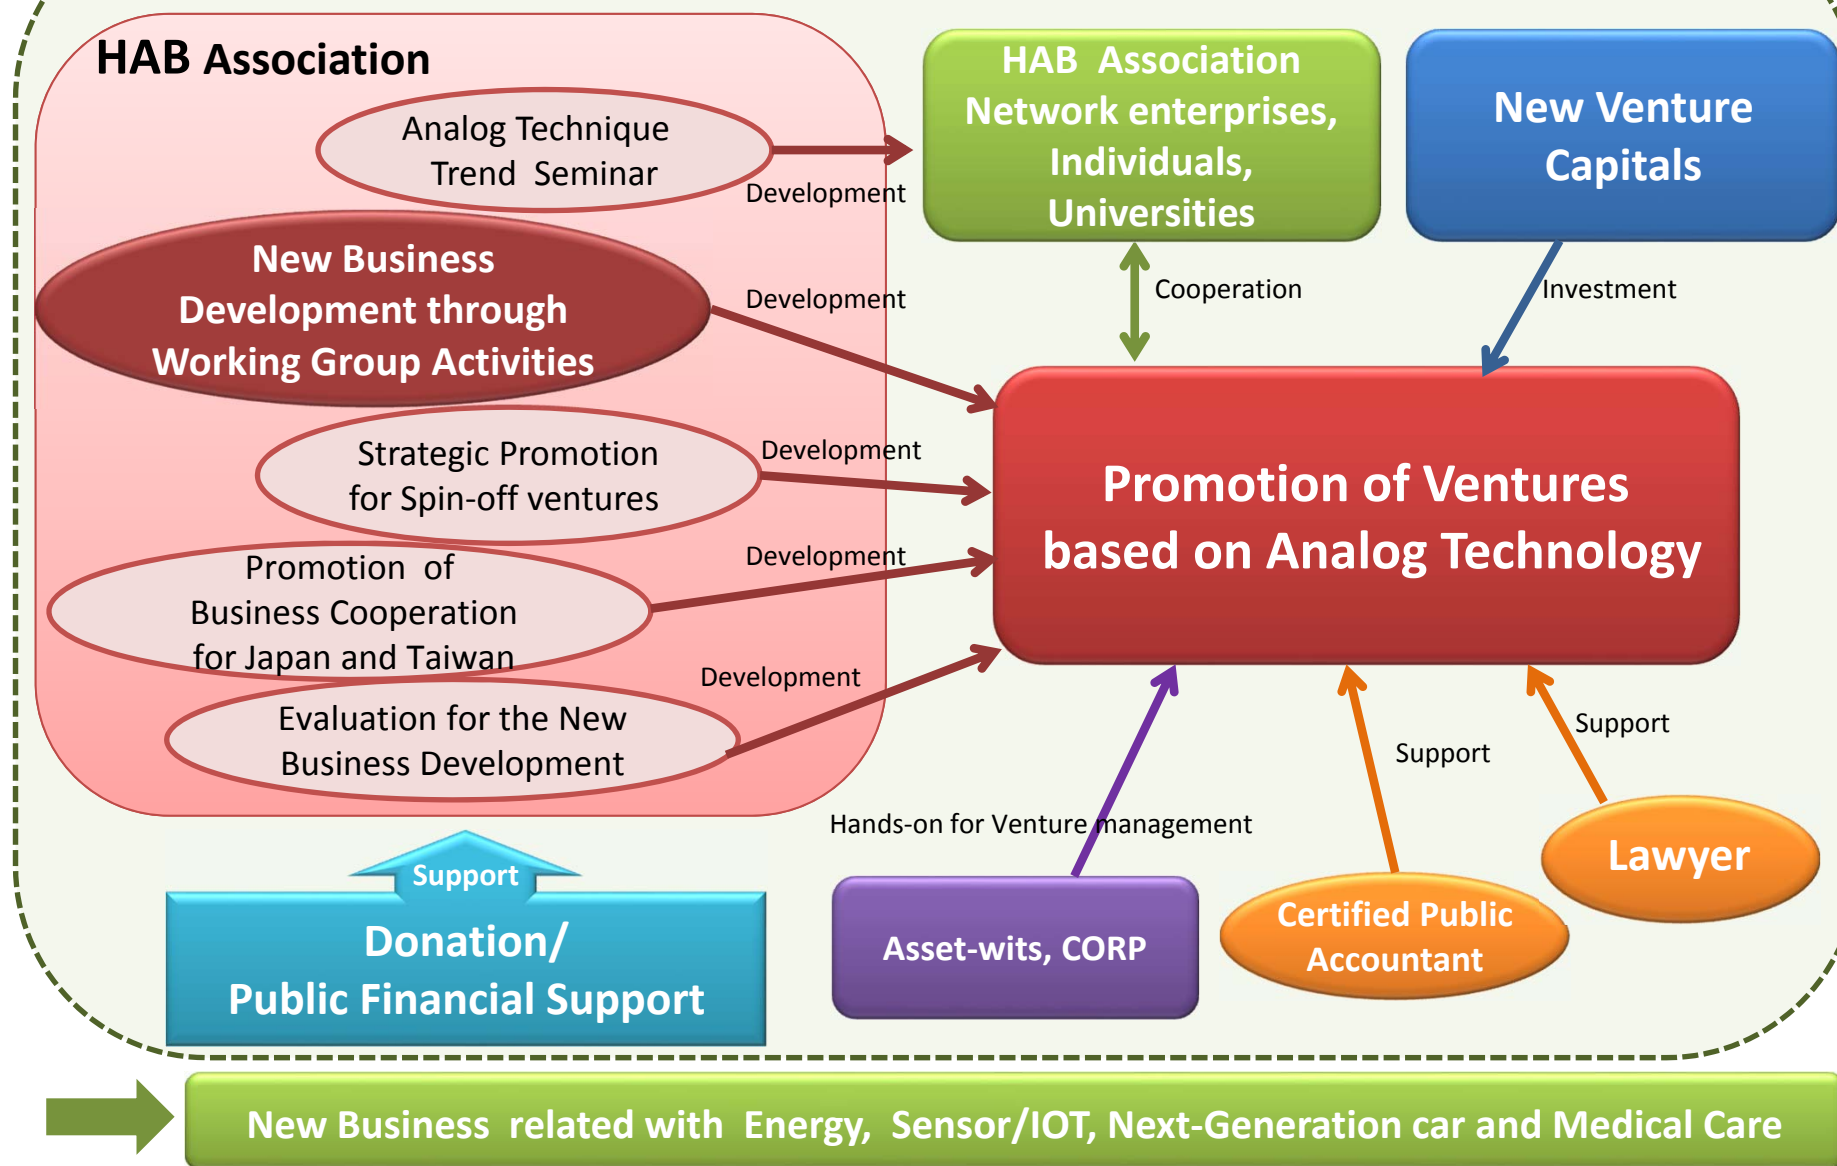 HAB Association
Analog Technique
Trend Seminar
Development
New Business
Development through
Working Group Activities
Development
Strategic Promotion
for Spin-off ventures
Development
Promotion of
Business Cooperation
for Japan and Taiwan
Development
Evaluation for the New
Business Development
Development
HAB Association
Network enterprises,
Individuals,
Universities
Cooperation
New Venture
Capitals
Investment
Promotion of Ventures
based on Analog Technology
Support
Donation/
Public Financial Support
Hands-on for Venture management
Asset-wits, CORP
Support
Certified Public
Accountant
Support
Lawyer
New Business related with Energy, Sensor/IOT, Next-Generation car and Medical Care